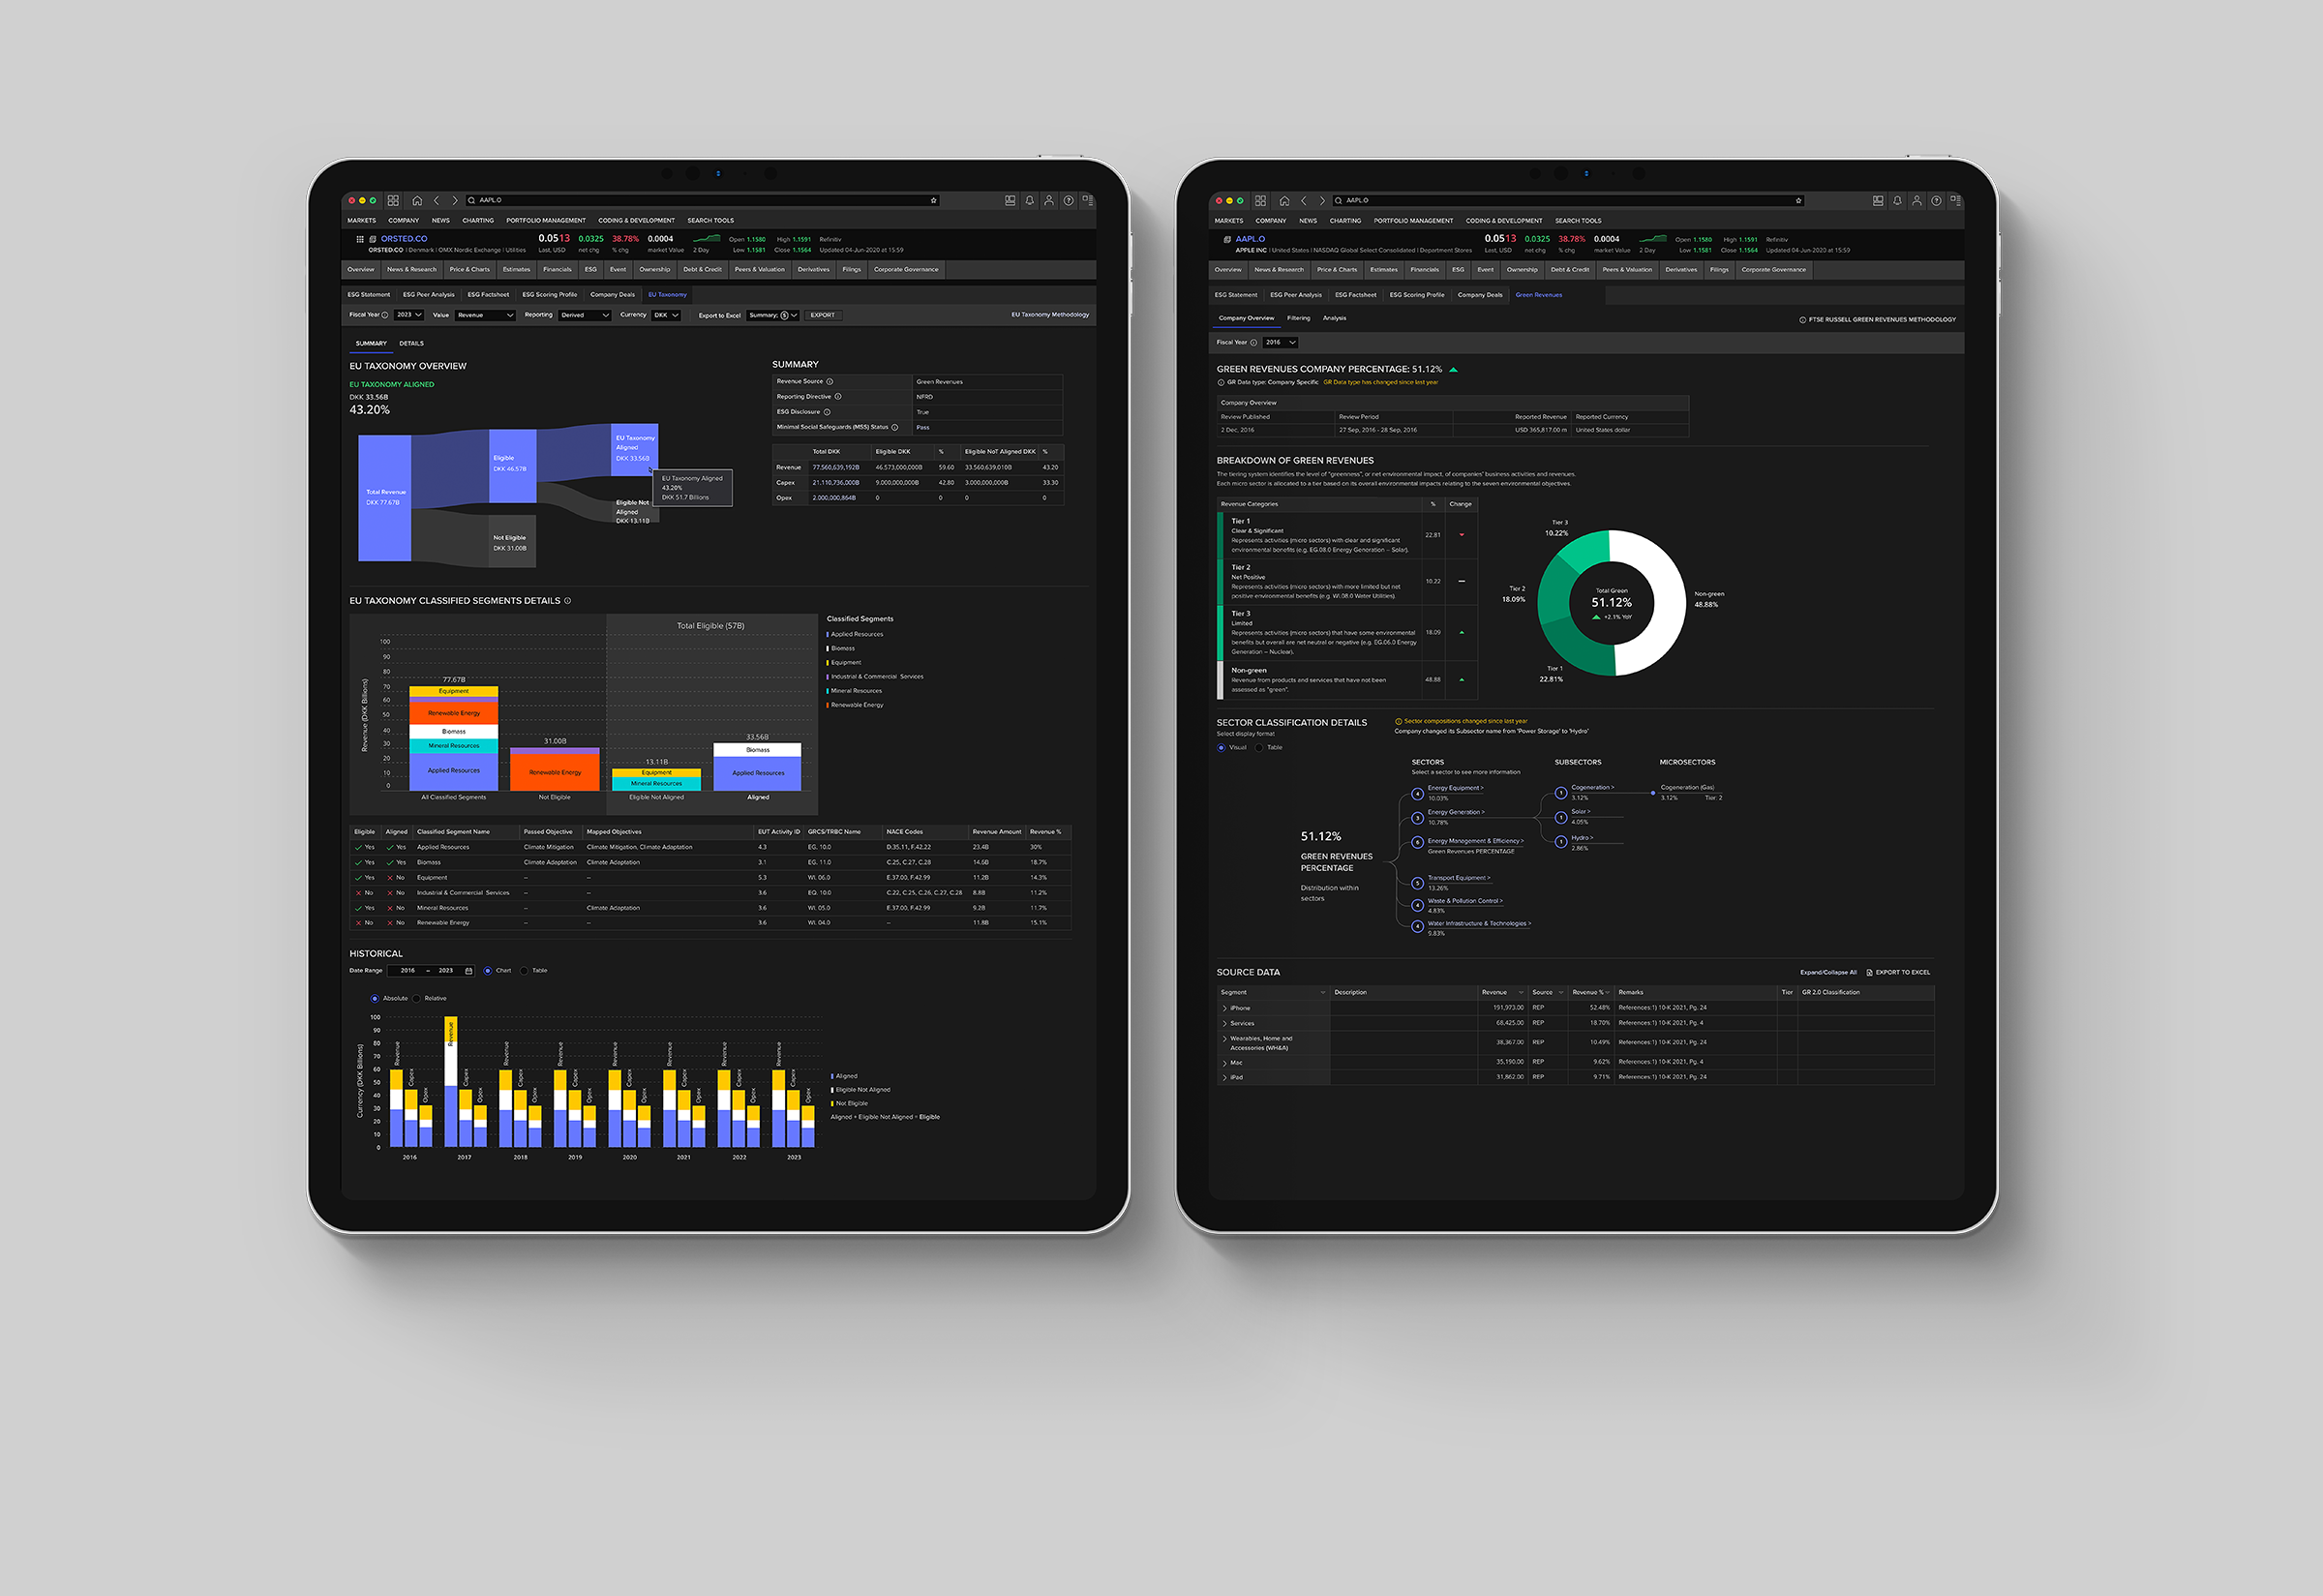 AAPL.O
MARKETS COMPANY NEWS CHARTING PORTFOLIO MANAGEMENT CODING & DEVELOPMENT SEARCH TOOLS
ORSTED.CO 0.0513 0.0325 38.78% 0.0004 Open 1.1580 High 1.1591 Refinitiv
ORSTED.CO | Denmark | OMX Nordic Exchange | Utilities Last, USD net chg % chg market Value 2 Day Low 1.1581 Close 1.1564 Updated 04-Jun-2020 at 15:59
Overview News & Research Price & Charts Estimates Financials ESG Event Ownership Debt & Credit Peers & Valuation Derivatives Filings Corporate Governance
ESG Statement ESG Peer Analysis ESG Factsheet ESG Scoring Profile Company Deals EU Taxonomy
Fiscal Year 2023 Value Revenue Reporting Derived Currency DKK Export to Excel Summary; EXPORT EU Taxonomy Methodology
SUMMARY DETAILS
EU TAXONOMY OVERVIEW
EU TAXONOMY ALIGNED
DKK 33.56B
43.20%
Total Revenue
DKK 77.67B
Eligible
DKK 46.57B
Not Eligible
DKK 31.00B
EU Taxonomy
Aligned
DKK 33.56B
EU Taxonomy Aligned
43.20%
DKK 51.7 Billions
Eligible Not
Aligned
DKK 13.11B
SUMMARY
Revenue Source Green Revenues
Reporting Directive NFRD
ESG Disclosure True
Minimal Social Safeguards (MSS) Status Pass
Total DKK Eligible DKK % Eligible NoT Aligned DKK %
Revenue 77.560,639,192B 46.573,000,000B 59.60 33.560,639,010B 43.20
Capex 21.110,736,000B 9.000,000,000B 42.80 3.000,000,000B 33.30
Opex 2.000,000,864B 0 0 0 0
EU TAXONOMY CLASSIFIED SEGMENTS DETAILS
Total Eligible (57B)
Revenue (DKK Billions)
100
90
80
70
60
50
40
30
20
10
0
77.67B
Equipment
Renewable Energy
Biomass
Mineral Resources
Applied Resources
31.00B
Renewable Energy
13.11B
Equipment
Mineral Resources
33.56B
Biomass
Applied Resources
All Classified Segments Not Eligible Eligible Not Aligned Aligned
Classified Segments
Applied Resources
Biomass
Equipment
Industrial & Commercial Services
Mineral Resources
Renewable Energy
Eligible Aligned Classified Segment Name Passed Objective Mapped Objectives EUT Activity ID GRCS/TRBC Name NACE Codes Revenue Amount Revenue %
Yes Yes Applied Resources Climate Mitigation Climate Mitigation, Climate Adaptation 4.3 EG. 10.0 D.35.11, F.42.22 23.4B 30%
Yes Yes Biomass Climate Adaptation Climate Adaptation 3.1 EG. 11.0 C.25, C.27, C.28 14.6B 18.7%
Yes No Equipment – – 5.3 WI. 06.0 E.37.00, F.42.99 11.2B 14.3%
No No Industrial & Commercial Services – – 3.6 EQ. 10.0 C.22, C.25, C.26, C.27, C.28 8.8B 11.2%
Yes No Mineral Resources – Climate Adaptation 3.6 WI. 05.0 E.37.00, F.42.99 9.2B 11.7%
No No Renewable Energy – – 3.6 WI. 04.0 – 11.8B 15.1%
HISTORICAL
Date Range 2016 – 2023 Chart Table
Absolute Relative
Currency (DKK Billions)
100
90
80
70
60
50
40
30
20
10
0
Revenue Capex Opex Revenue Capex Opex Revenue Capex Opex Revenue Capex Opex Revenue Capex Opex Revenue Capex Opex Revenue Capex Opex Revenue Capex Opex
2016 2017 2018 2019 2020 2021 2022 2023
Aligned
Eligible Not Aligned
Not Eligible
Aligned + Eligible Not Aligned = Eligible
AAPL.O
MARKETS COMPANY NEWS CHARTING PORTFOLIO MANAGEMENT CODING & DEVELOPMENT SEARCH TOOLS
AAPL.O 0.0513 0.0325 38.78% 0.0004 Open 1.1580 High 1.1591 Refinitiv
APPLE INC | United States | NASDAQ Global Select Consolidated | Department Stores Last, USD net chg % chg market Value 2 Day Low 1.1581 Close 1.1564 Updated 04-Jun-2020 at 15:59
Overview News & Research Price & Charts Estimates Financials ESG Event Ownership Debt & Credit Peers & Valuation Derivatives Filings Corporate Governance
ESG Statement ESG Peer Analysis ESG Factsheet ESG Scoring Profile Company Deals Green Revenues
Company Overview Filtering Analysis FTSE RUSSELL GREEN REVENUES METHODOLOGY
Fiscal Year 2016
GREEN REVENUES COMPANY PERCENTAGE: 51.12%
GR Data type: Company Specific GR Data type has changed since last year
Company Overview
Review Published Review Period Reported Revenue Reported Currency
2 Dec, 2016 27 Sep, 2016 - 28 Sep, 2016 USD 365,817.00 m United States dollar
BREAKDOWN OF GREEN REVENUES
The tiering system identifies the level of "greenness", or net environmental impact, of companies' business activities and revenues.
Each micro sector is allocated to a tier based on its overall environmental impacts relating to the seven environmental objectives.
Revenue Categories % Change
Tier 1
Clear & Significant
Represents activities (micro sectors) with clear and significant
environmental benefits (e.g. EG.08.0 Energy Generation – Solar).
22.81
Tier 2
Net Positive
Represents activities (micro sectors) with more limited but net
positive environmental benefits (e.g. WI.08.0 Water Utilities).
10.22
Tier 3
Limited
Represents activities (micro sectors) that have some environmental
benefits but overall are net neutral or negative (e.g. EG.06.0 Energy
Generation – Nuclear).
18.09
Non-green
Revenue from products and services that have not been
assessed as "green".
48.88
Tier 3
10.22%
Tier 2
18.09%
Tier 1
22.81%
Total Green
51.12%
+2.1% YoY
Non-green
48.88%
SECTOR CLASSIFICATION DETAILS
Select display format
Visual Table
Sector compositions changed since last year
Company changed its Subsector name from 'Power Storage' to 'Hydro'
SECTORS SUBSECTORS MICROSECTORS
Select a sector to see more information
51.12%
GREEN REVENUES
PERCENTAGE
Distribution within
sectors
4 Energy Equipment >
10.03%
3 Energy Generation >
10.78%
6 Energy Management & Efficiency >
Green Revenues PERCENTAGE
5 Transport Equipment >
13.26%
4 Waste & Pollution Control >
4.83%
4 Water Infrastructure & Technologies >
9.83%
1 Cogeneration >
3.12%
1 Solar >
4.05%
1 Hydro >
2.86%
Cogeneration (Gas)
3.12% Tier: 2
SOURCE DATA Expand/Collapse All EXPORT TO EXCEL
Segment Description Revenue Source Revenue % Remarks Tier GR 2.0 Classification
iPhone 191,973.00 REP 52.48% References:1) 10-K 2021, Pg. 24
Services 68,425.00 REP 18.70% References:1) 10-K 2021, Pg. 4
Wearables, Home and
Accessories (WH&A) 38,367.00 REP 10.49% References:1) 10-K 2021, Pg. 24
Mac 35,190.00 REP 9.62% References:1) 10-K 2021, Pg. 4
iPad 31,862.00 REP 9.71% References:1) 10-K 2021, Pg. 24